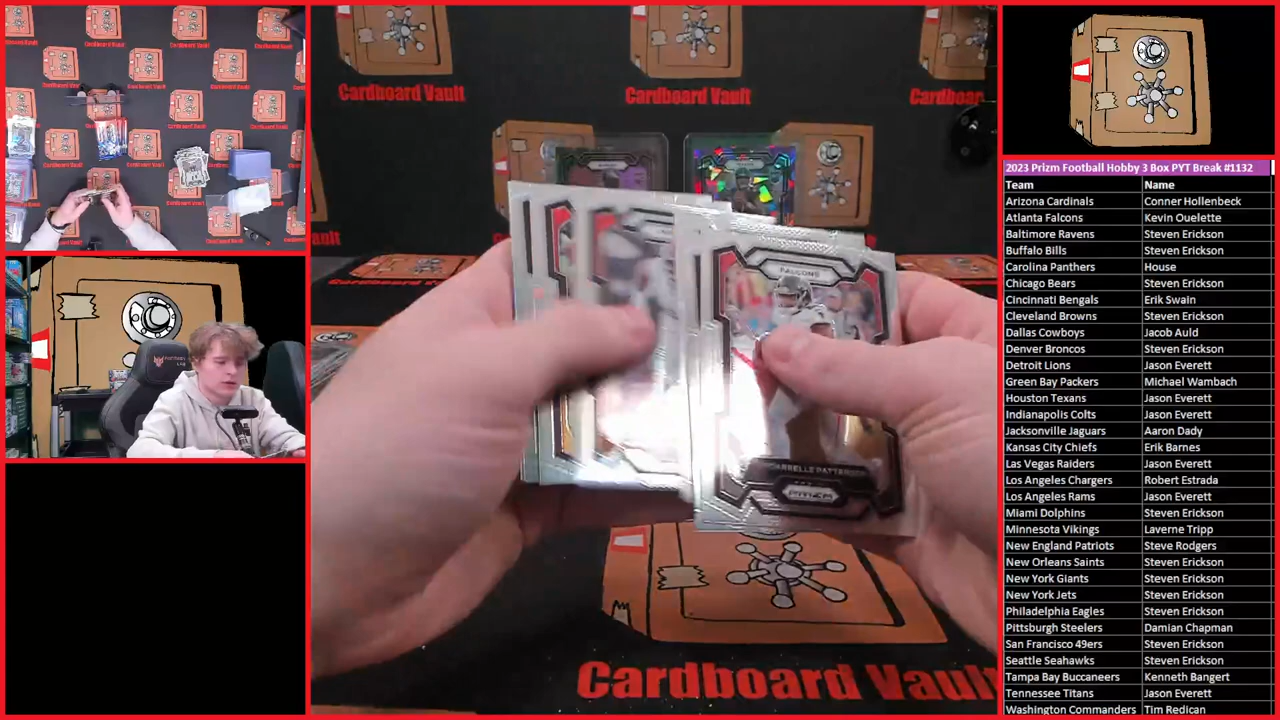 Cardboard Vault
Cardboard Vault
Cardboard
FALCONS
PRIZM
Cardboard Vault
2023 Prizm Football Hobby 3 Box PYT Break #1132
Team Name
Arizona Cardinals Conner Hollenbeck
Atlanta Falcons Kevin Ouelette
Baltimore Ravens Steven Erickson
Buffalo Bills Steven Erickson
Carolina Panthers House
Chicago Bears Steven Erickson
Cincinnati Bengals Erik Swain
Cleveland Browns Steven Erickson
Dallas Cowboys Jacob Auld
Denver Broncos Steven Erickson
Detroit Lions Jason Everett
Green Bay Packers Michael Wambach
Houston Texans Jason Everett
Indianapolis Colts Jason Everett
Jacksonville Jaguars Aaron Dady
Kansas City Chiefs Erik Barnes
Las Vegas Raiders Jason Everett
Los Angeles Chargers Robert Estrada
Los Angeles Rams Jason Everett
Miami Dolphins Steven Erickson
Minnesota Vikings Laverne Tripp
New England Patriots Steve Rodgers
New Orleans Saints Steven Erickson
New York Giants Steven Erickson
New York Jets Steven Erickson
Philadelphia Eagles Steven Erickson
Pittsburgh Steelers Damian Chapman
San Francisco 49ers Steven Erickson
Seattle Seahawks Steven Erickson
Tampa Bay Buccaneers Kenneth Bangert
Tennessee Titans Jason Everett
Washington Commanders Tim Redican